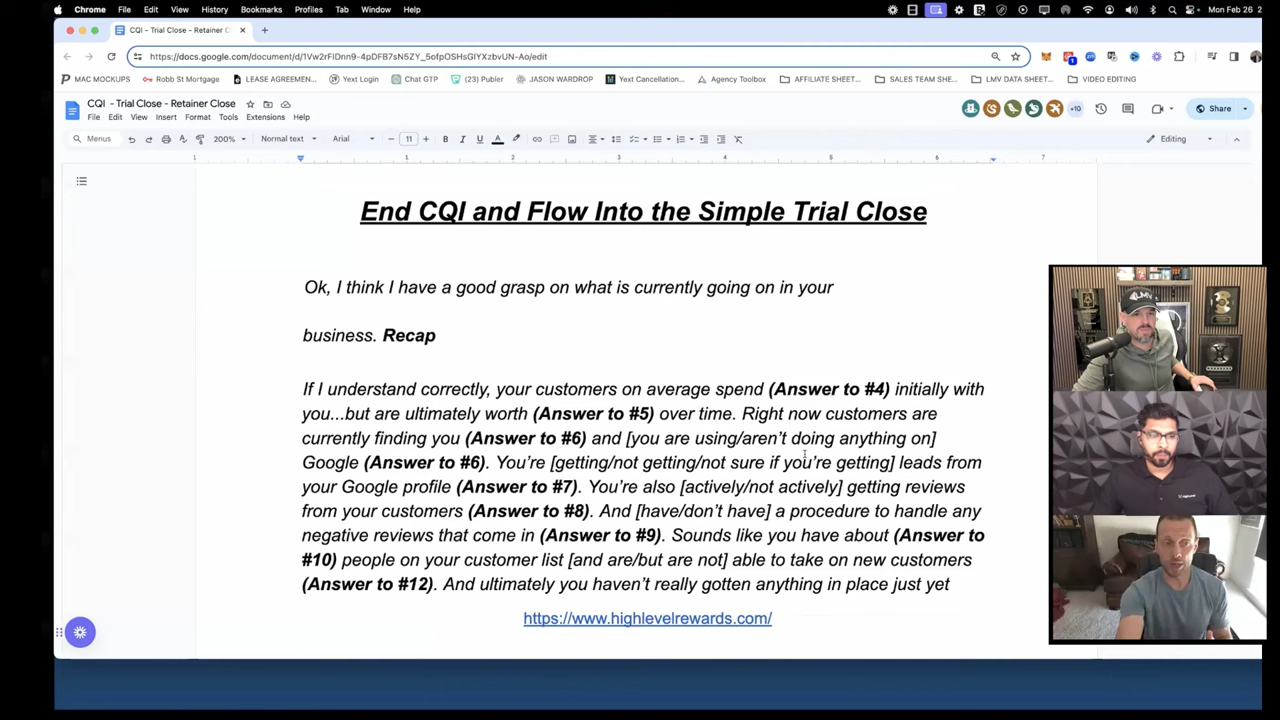 Chrome File Edit View History Bookmarks Profiles Tab Window Help
Mon Feb 26 2
CQI - Trial Close - Retainer C
https://docs.google.com/document/d/1Vw2rFlDnn9-4pDFB7sN5ZY_5ofpOSHsGIYXzbvUN-Ao/edit
MAC MOCKUPS Robb St Mortgage LEASE AGREEMEN... Yext Login Chat GTP (23) Publer JASON WARDROP Yext Cancellation... Agency Toolbox AFFILIATE SHEET... SALES TEAM SHE... LMV DATA SHEET... VIDEO EDITING
CQI - Trial Close - Retainer Close
+10
Share
File Edit View Insert Format Tools Extensions Help
Menus 200% Normal text Arial 11 Editing
1 1 2 3 4 5 6 7
End CQI and Flow Into the Simple Trial Close
Ok, I think I have a good grasp on what is currently going on in your
business. Recap
If I understand correctly, your customers on average spend (Answer to #4) initially with
you...but are ultimately worth (Answer to #5) over time. Right now customers are
currently finding you (Answer to #6) and [you are using/aren't doing anything on]
Google (Answer to #6). You're [getting/not getting/not sure if you're getting] leads from
your Google profile (Answer to #7). You're also [actively/not actively] getting reviews
from your customers (Answer to #8). And [have/don't have] a procedure to handle any
negative reviews that come in (Answer to #9). Sounds like you have about (Answer to
#10) people on your customer list [and are/but are not] able to take on new customers
(Answer to #12). And ultimately you haven't really gotten anything in place just yet
https://www.highlevelrewards.com/
LMV